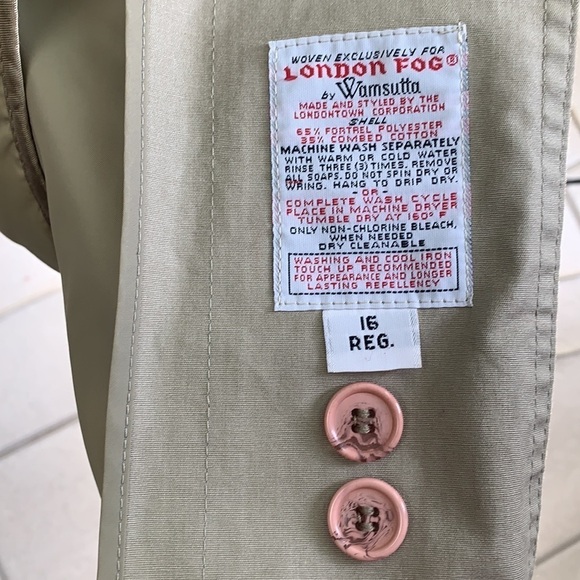 WOVEN EXCLUSIVELY FOR
LONDON FOG®
by Wamsutta
MADE AND STYLED BY THE
LONDONTOWN CORPORATION
SHELL
65% FORTREL POLYESTER
35% COMBED COTTON
MACHINE WASH SEPARATELY
WITH WARM OR COLD WATER
RINSE THREE (3) TIMES. REMOVE
ALL SOAPS. DO NOT SPIN DRY OR
WRING. HANG TO DRIP DRY.
-OR-
COMPLETE WASH CYCLE
PLACE IN MACHINE DRYER
TUMBLE DRY AT 160° F
ONLY NON-CHLORINE BLEACH,
WHEN NEEDED
DRY CLEANABLE
WASHING AND COOL IRON
TOUCH UP RECOMMENDED
FOR APPEARANCE AND LONGER
LASTING REPELLENCY
16
REG.